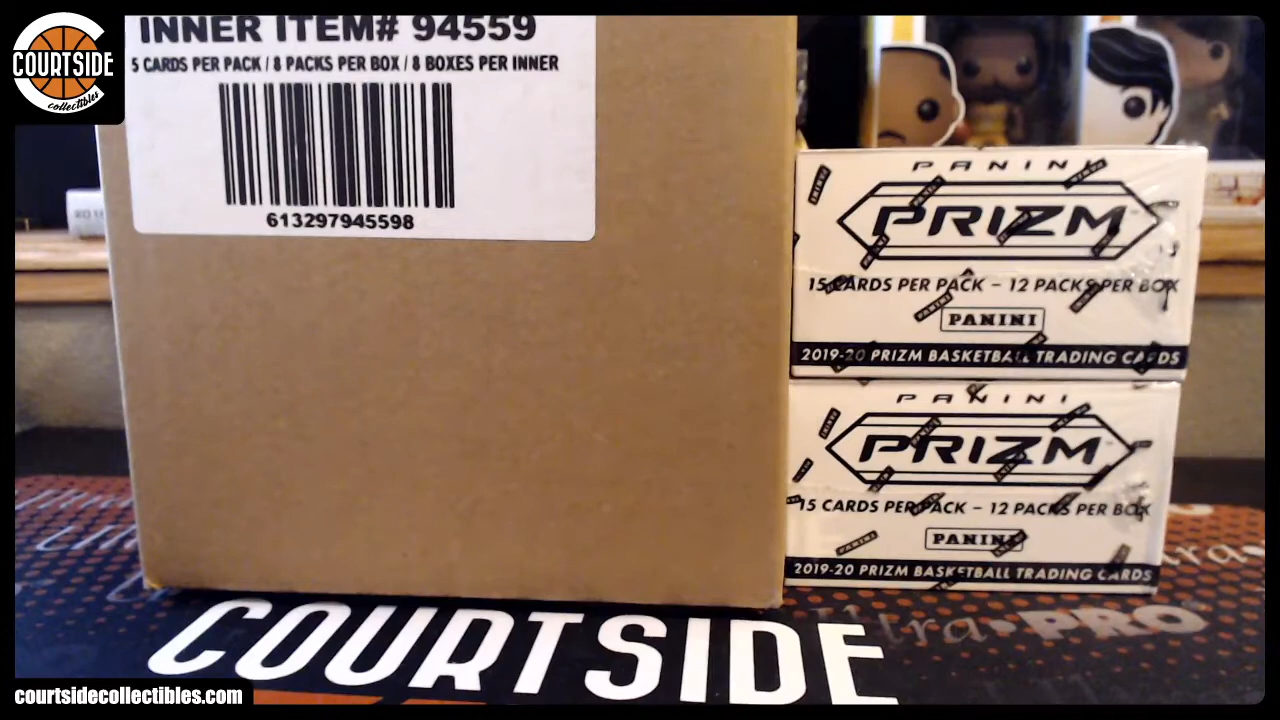 COURTSIDE
collectibles
INNER ITEM# 94559
5 CARDS PER PACK / 8 PACKS PER BOX / 8 BOXES PER INNER
613297945598
PANINI
PRIZM
15 CARDS PER PACK - 12 PACKS PER BOX
PANINI
2019-20 PRIZM BASKETBALL TRADING CARDS
PANINI
PRIZM
15 CARDS PER PACK - 12 PACKS PER BOX
PANINI
2019-20 PRIZM BASKETBALL TRADING CARDS
ultra•PRO
COURTSIDE
courtsidecollectibles.com